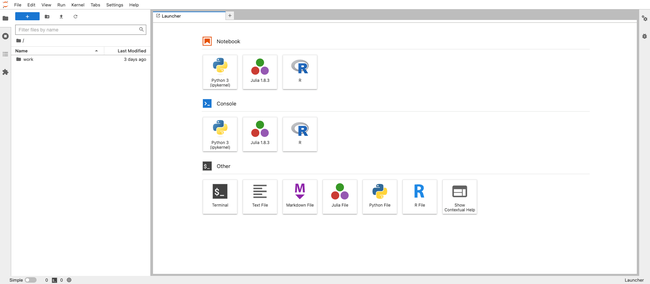 File Edit View Run Kernel Tabs Settings Help
Launcher
Filter files by name
/
Name Last Modified
work 3 days ago
Notebook
Python 3 (ipykernel)
Julia 1.6.3
R
Console
Python 3 (ipykernel)
Julia 1.6.3
R
$_ Other
$_ Terminal
Text File
M Markdown File
Julia File
Python File
R R File
Show Contextual Help
Simple 0 0 Launcher